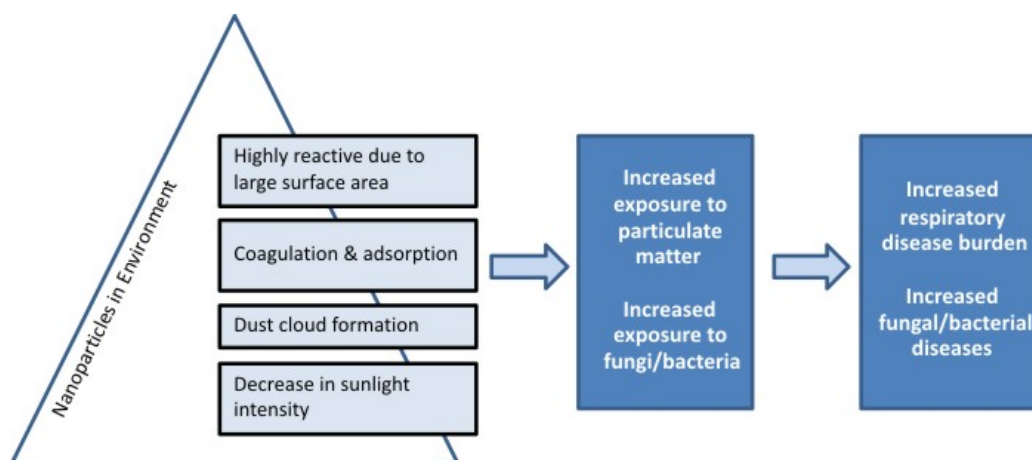 Nanoparticles in Environment
Highly reactive due to
large surface area
Coagulation & adsorption
Dust cloud formation
Decrease in sunlight
intensity
Increased
exposure to
particulate
matter
Increased
exposure to
fungi/bacteria
Increased
respiratory
disease burden
Increased
fungal/bacterial
diseases